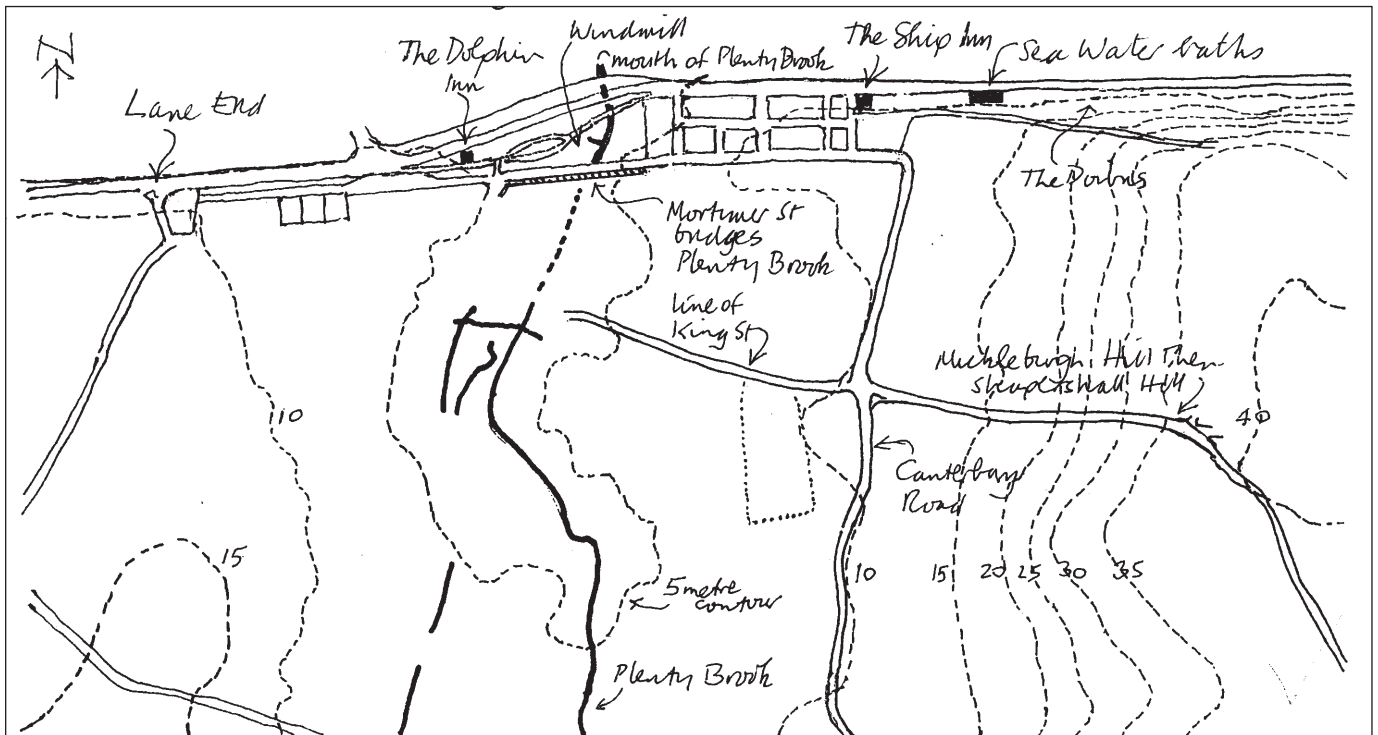 N
Lane End
The Dolphin
Inn
Windmill
mouth of Plenty Brook
The Ship Inn
Sea Water baths
The Downs
Mortimer St
bridges
Plenty Brook
line of
King St
Mickleburgh Hill Then
Hill
40
10
Canterbury
Road
15
5 metre
contour
10
15
20
25
30
35
Plenty Brook